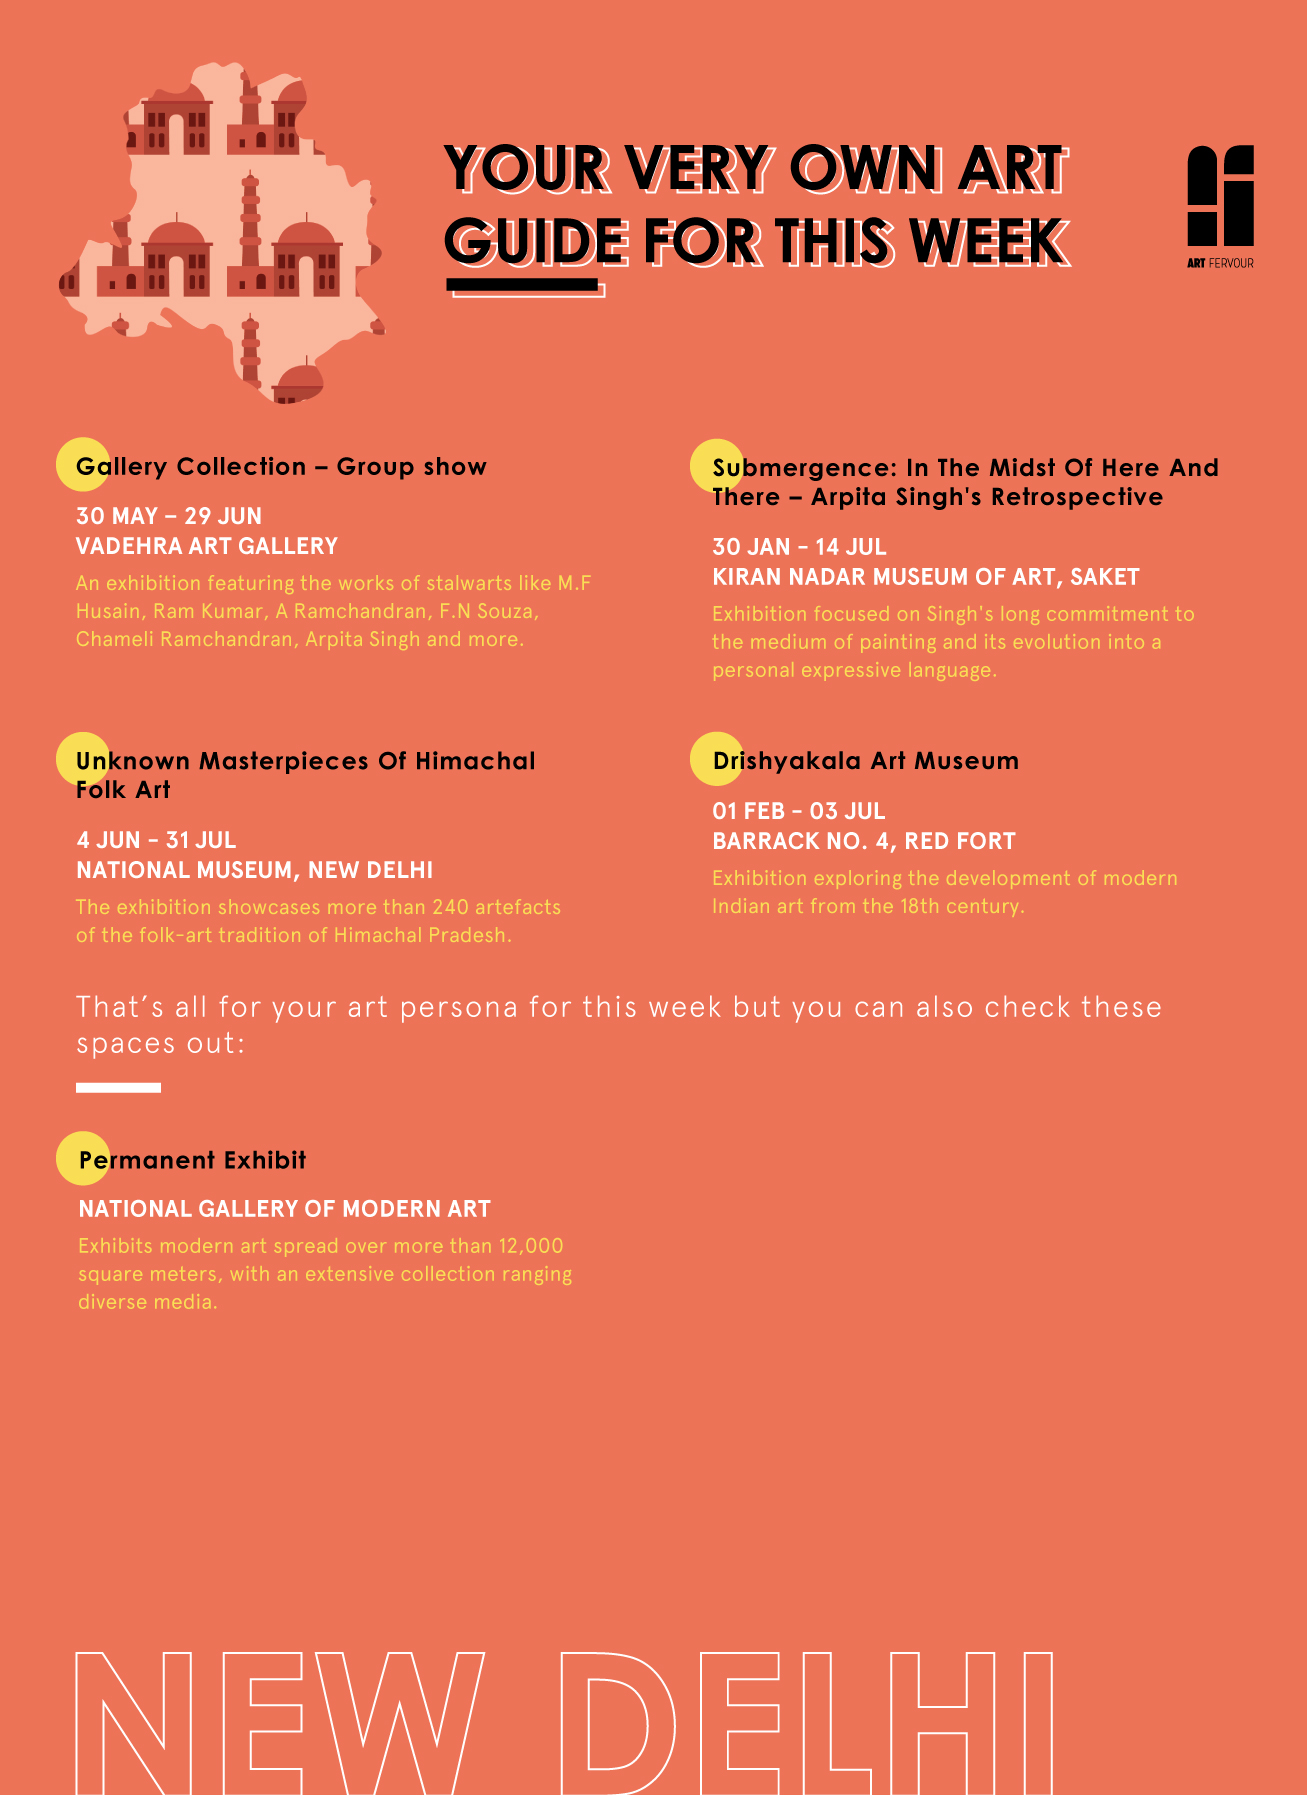 YOUR VERY OWN ART
GUIDE FOR THIS WEEK
ART FERVOUR
Gallery Collection – Group show
30 MAY – 29 JUN
VADEHRA ART GALLERY
An exhibition featuring the works of stalwarts like M.F
Husain, Ram Kumar, A Ramchandran, F.N Souza,
Chameli Ramchandran, Arpita Singh and more.
Submergence: In The Midst Of Here And
There – Arpita Singh's Retrospective
30 JAN - 14 JUL
KIRAN NADAR MUSEUM OF ART, SAKET
Exhibition focused on Singh's long commitment to
the medium of painting and its evolution into a
personal expressive language.
Unknown Masterpieces Of Himachal
Folk Art
4 JUN - 31 JUL
NATIONAL MUSEUM, NEW DELHI
The exhibition showcases more than 240 artefacts
of the folk-art tradition of Himachal Pradesh.
Drishyakala Art Museum
01 FEB - 03 JUL
BARRACK NO. 4, RED FORT
Exhibition exploring the development of modern
Indian art from the 18th century.
That’s all for your art persona for this week but you can also check these
spaces out:
Permanent Exhibit
NATIONAL GALLERY OF MODERN ART
Exhibits modern art spread over more than 12,000
square meters, with an extensive collection ranging
diverse media.
NEW DELHI